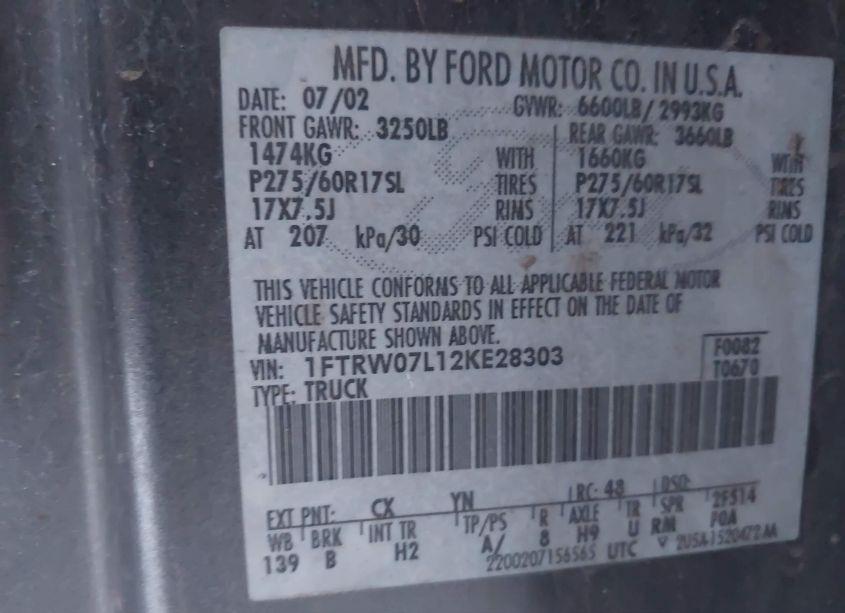 MFD. BY FORD MOTOR CO. IN U.S.A.
DATE: 07/02 GVWR: 6600LB/ 2993KG
FRONT GAWR: 3250LB REAR GAWR: 3660LB
1474KG WITH 1660KG WITH
P275/60R17SL TIRES P275/60R17SL TIRES
17X7.5J RIMS 17X7.5J RIMS
AT 207 kPa/30 PSI COLD AT 221 kPa/32 PSI COLD
THIS VEHICLE CONFORMS TO ALL APPLICABLE FEDERAL MOTOR
VEHICLE SAFETY STANDARDS IN EFFECT ON THE DATE OF
MANUFACTURE SHOWN ABOVE.
VIN: 1FTRW07L12KE28303 F0082
TYPE: TRUCK T0670
EXT PNT: CX YN RC: 48 DSO:
WB BRK INT TR TP/PS R AXLE TR SPR 2F514
139 B H2 A/ 8 H9 U RM F0A
2200207156565 UTC